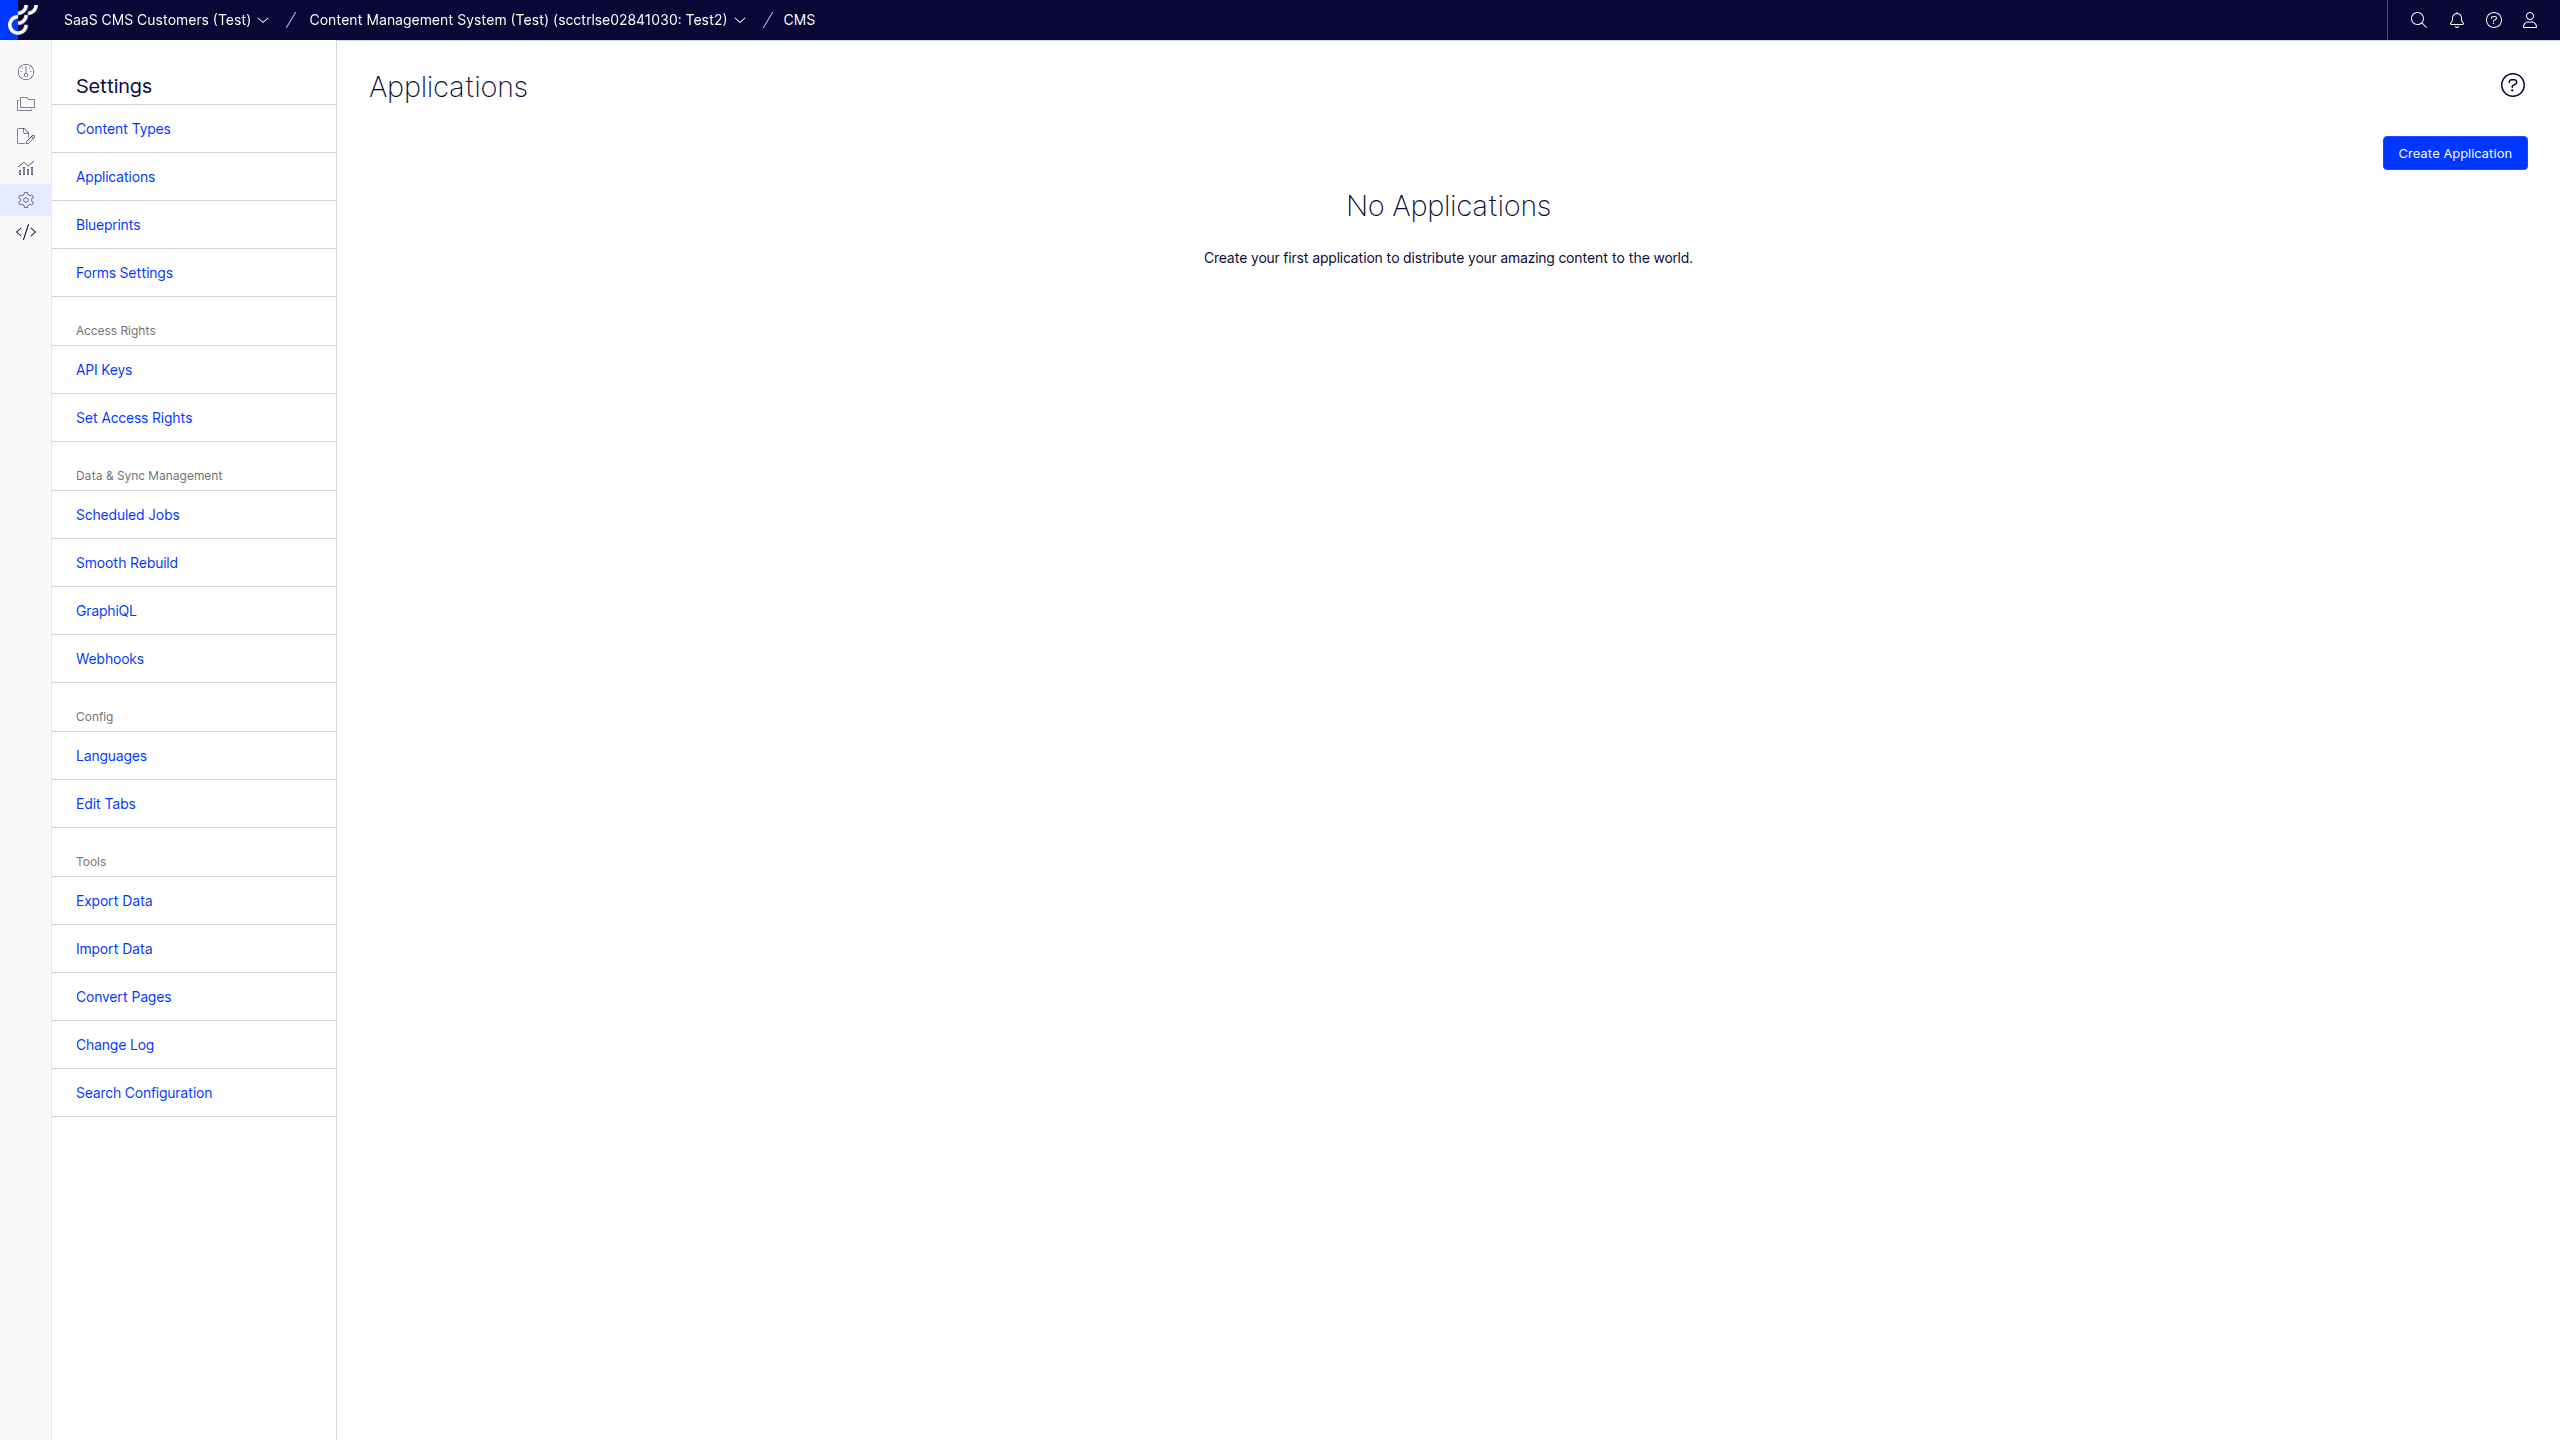 SaaS CMS Customers (Test) / Content Management System (Test) (scctrlse02841030: Test2) / CMS
Settings
Content Types
Applications
Blueprints
Forms Settings
Access Rights
API Keys
Set Access Rights
Data & Sync Management
Scheduled Jobs
Smooth Rebuild
GraphiQL
Webhooks
Config
Languages
Edit Tabs
Tools
Export Data
Import Data
Convert Pages
Change Log
Search Configuration
Applications
Create Application
No Applications
Create your first application to distribute your amazing content to the world.